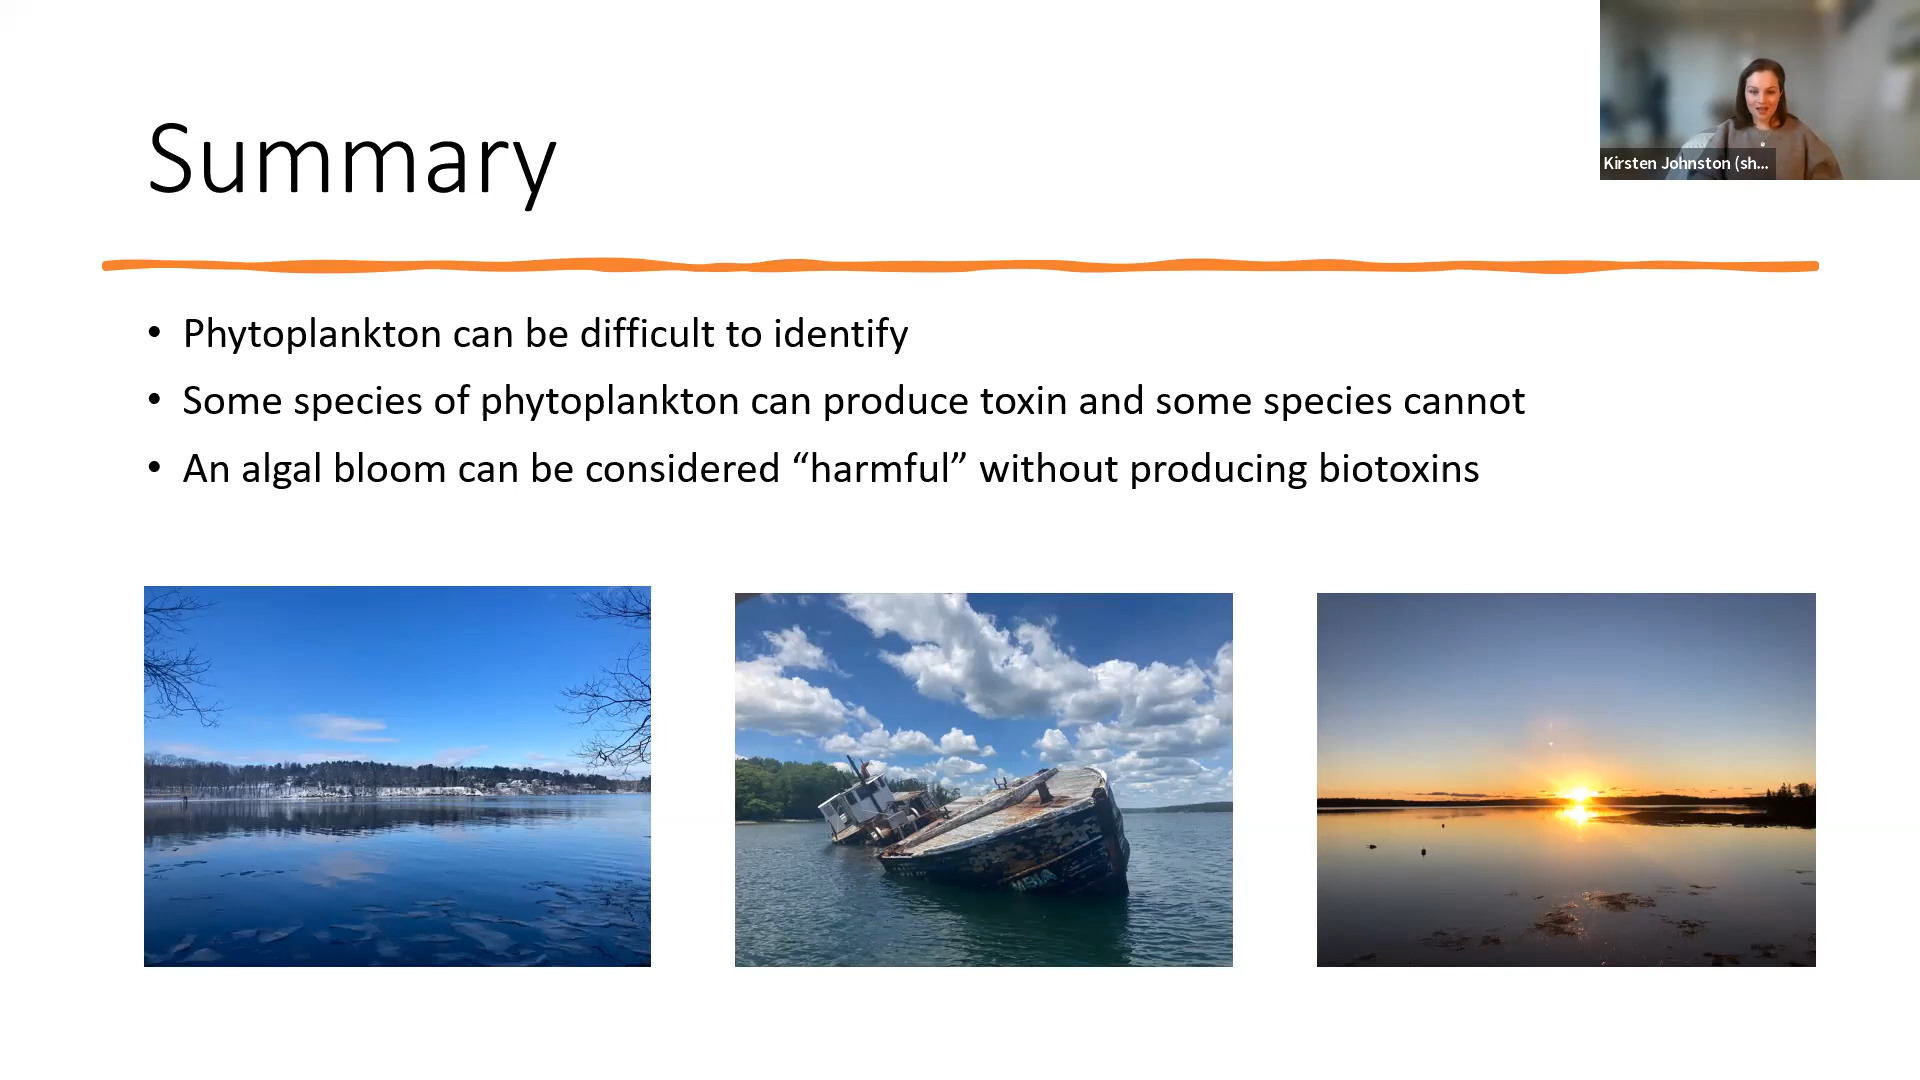 Summary
Kirsten Johnston (sh...
• Phytoplankton can be difficult to identify
• Some species of phytoplankton can produce toxin and some species cannot
• An algal bloom can be considered “harmful” without producing biotoxins